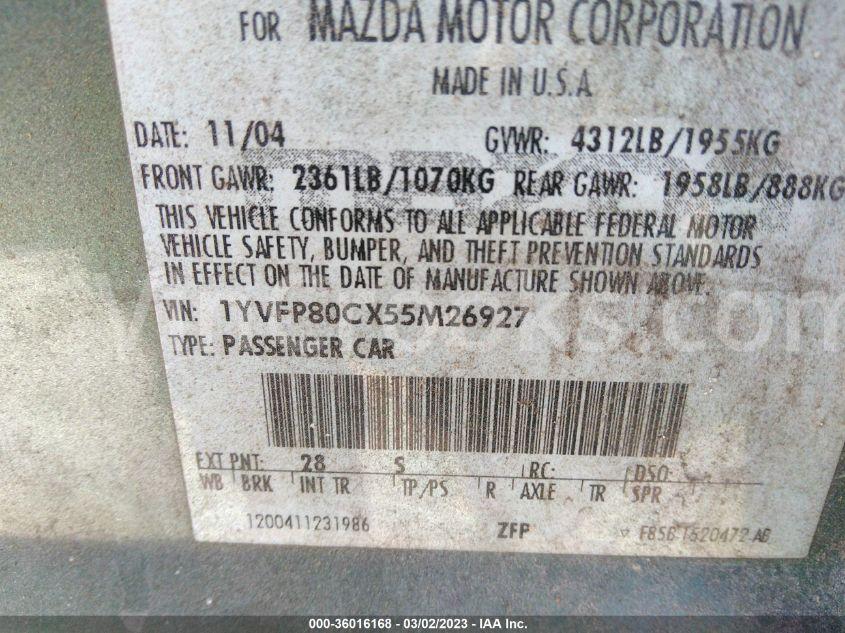 FOR MAZDA MOTOR CORPORATION
MADE IN U.S.A
DATE: 11/04 GVWR: 4312LB/1955KG
FRONT GAWR: 2361LB/1070KG REAR GAWR: 1958LB/888KG
THIS VEHICLE CONFORMS TO ALL APPLICABLE FEDERAL MOTOR
VEHICLE SAFETY, BUMPER, AND THEFT PREVENTION STANDARDS
IN EFFECT ON THE DATE OF MANUFACTURE SHOWN ABOVE.
VIN: 1YVFP80CX55M26927
TYPE: PASSENGER CAR
EXT PNT: 28 S RC: DSO
WB BRK INT TR TP/PS R AXLE TR SPR
1200411231986 ZFP
000-36016168 - 03/02/2023 - IAA Inc.